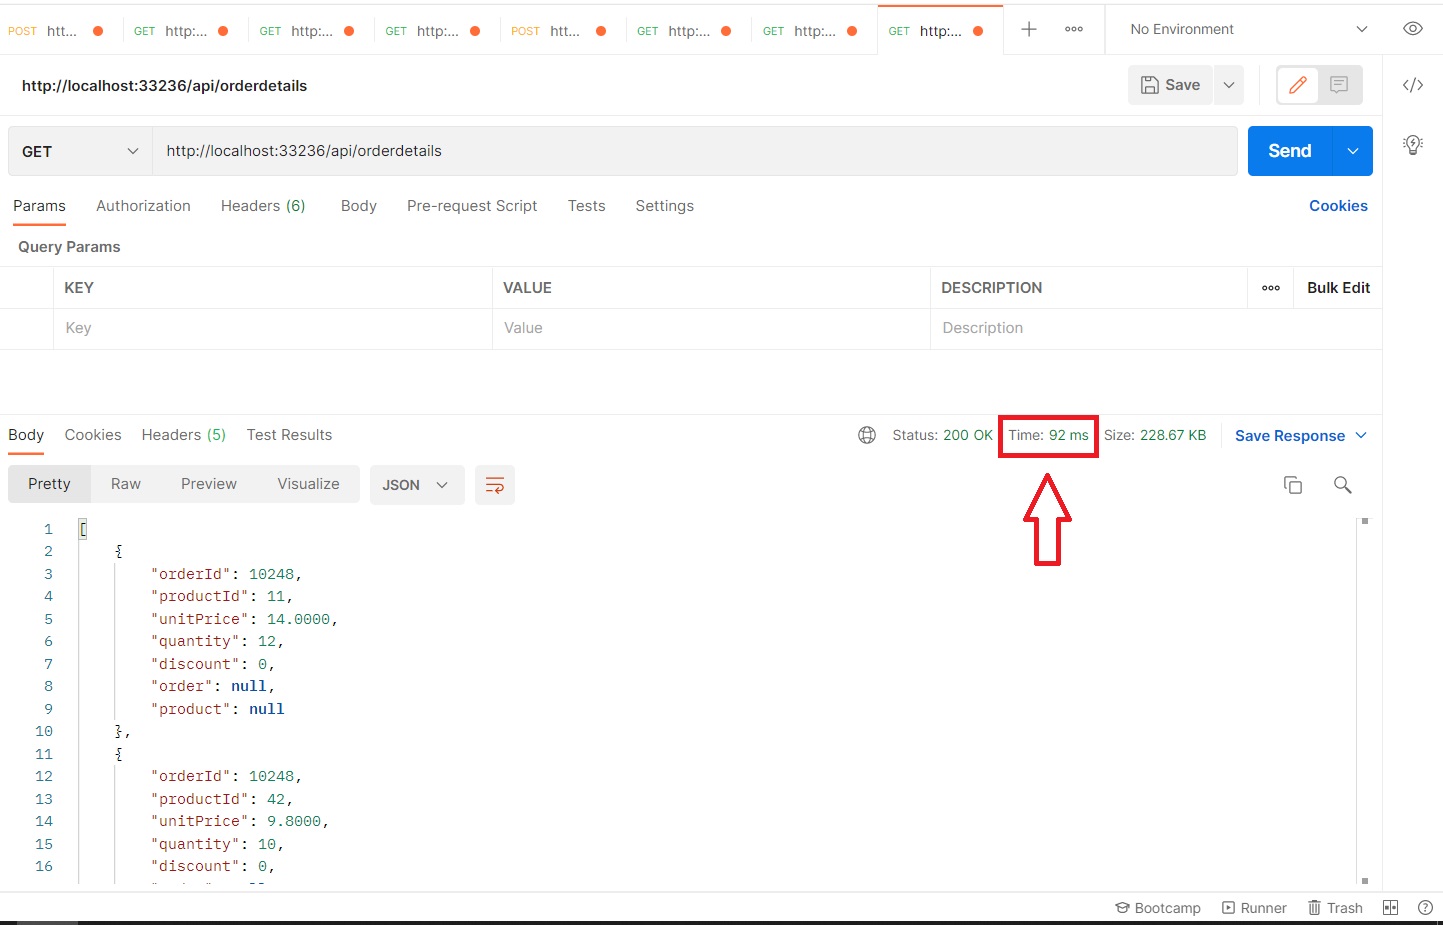 POST htt... GET http:... GET http:... GET http:... POST htt... GET http:... GET http:... GET http:... No Environment
http://localhost:33236/api/orderdetails Save
GET http://localhost:33236/api/orderdetails Send
Params Authorization Headers (6) Body Pre-request Script Tests Settings Cookies
Query Params
KEY VALUE DESCRIPTION Bulk Edit
Key Value Description
Body Cookies Headers (5) Test Results Status: 200 OK Time: 92 ms Size: 228.67 KB Save Response
Pretty Raw Preview Visualize JSON
1 [
2 {
3 "orderId": 10248,
4 "productId": 11,
5 "unitPrice": 14.0000,
6 "quantity": 12,
7 "discount": 0,
8 "order": null,
9 "product": null
10 },
11 {
12 "orderId": 10248,
13 "productId": 42,
14 "unitPrice": 9.8000,
15 "quantity": 10,
16 "discount": 0,
Bootcamp Runner Trash